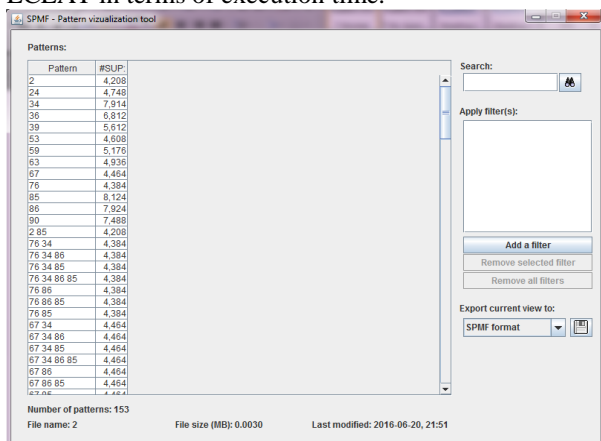 ECLAT in terms of execution time.
SPMF - Pattern vizualization tool
Patterns:
Pattern #SUP:
2 4,208
24 4,748
34 7,914
36 6,812
39 5,612
53 4,608
59 5,176
63 4,936
67 4,464
76 4,384
85 8,124
86 7,924
90 7,488
2 85 4,208
76 34 4,384
76 34 86 4,384
76 34 85 4,384
76 34 86 85 4,384
76 86 4,384
76 86 85 4,384
76 85 4,384
67 34 4,464
67 34 86 4,464
67 34 85 4,464
67 34 86 85 4,464
67 86 4,464
67 86 85 4,464
67 85 4,464
Search:
Apply filter(s):
Add a filter
Remove selected filter
Remove all filters
Export current view to:
SPMF format
Number of patterns: 153
File name: 2 File size (MB): 0.0030 Last modified: 2016-06-20, 21:51